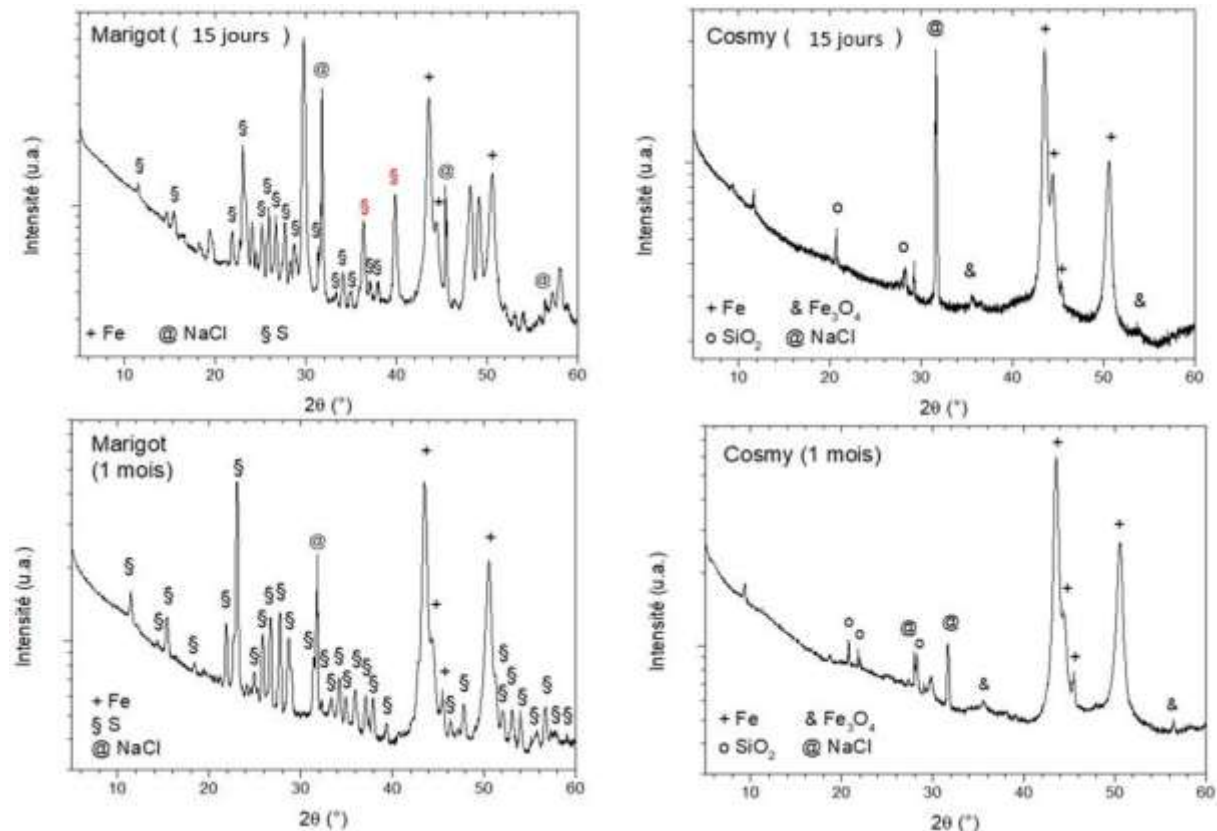 Marigot ( 15 jours )
Intensité (u.a.)
§ § § § § § § § § § § § § § § § § §
@ + + @ + @
+ Fe @ NaCl § S
10 20 30 40 50 60
2θ (°)
Cosmy ( 15 jours )
Intensité (u.a.)
o o @ & + + + + &
+ Fe & Fe₃O₄
o SiO₂ @ NaCl
10 20 30 40 50 60
2θ (°)
Marigot
(1 mois)
Intensité (u.a.)
§ § § § § § § § § § § § @ § § § § § § § § + + + § § + § § § § § § §
+ Fe
§ S
@ NaCl
10 20 30 40 50 60
2θ (°)
Cosmy (1 mois)
Intensité (u.a.)
o o @ o @ & + + + + &
+ Fe & Fe₃O₄
o SiO₂ @ NaCl
10 20 30 40 50 60
2θ (°)